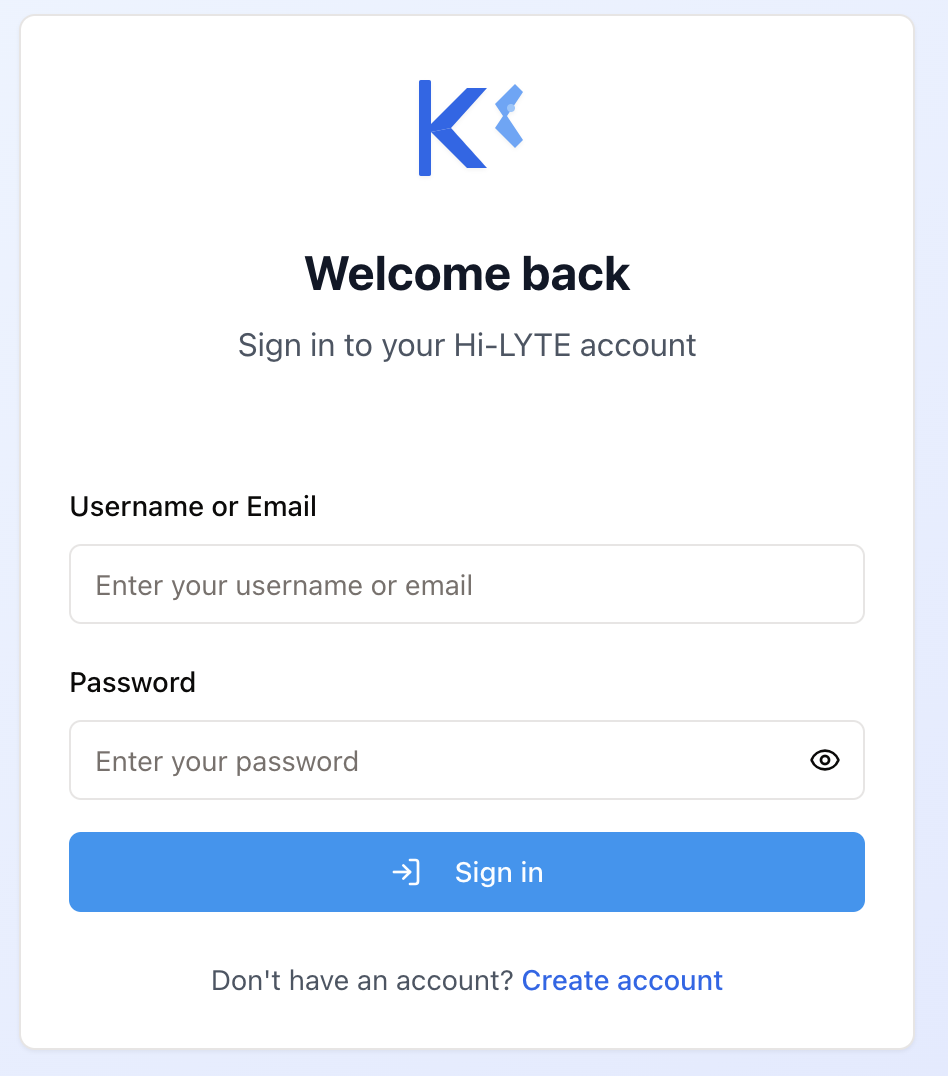 Welcome back
Sign in to your Hi-LYTE account
Username or Email
Enter your username or email
Password
Enter your password
Sign in
Don't have an account? Create account